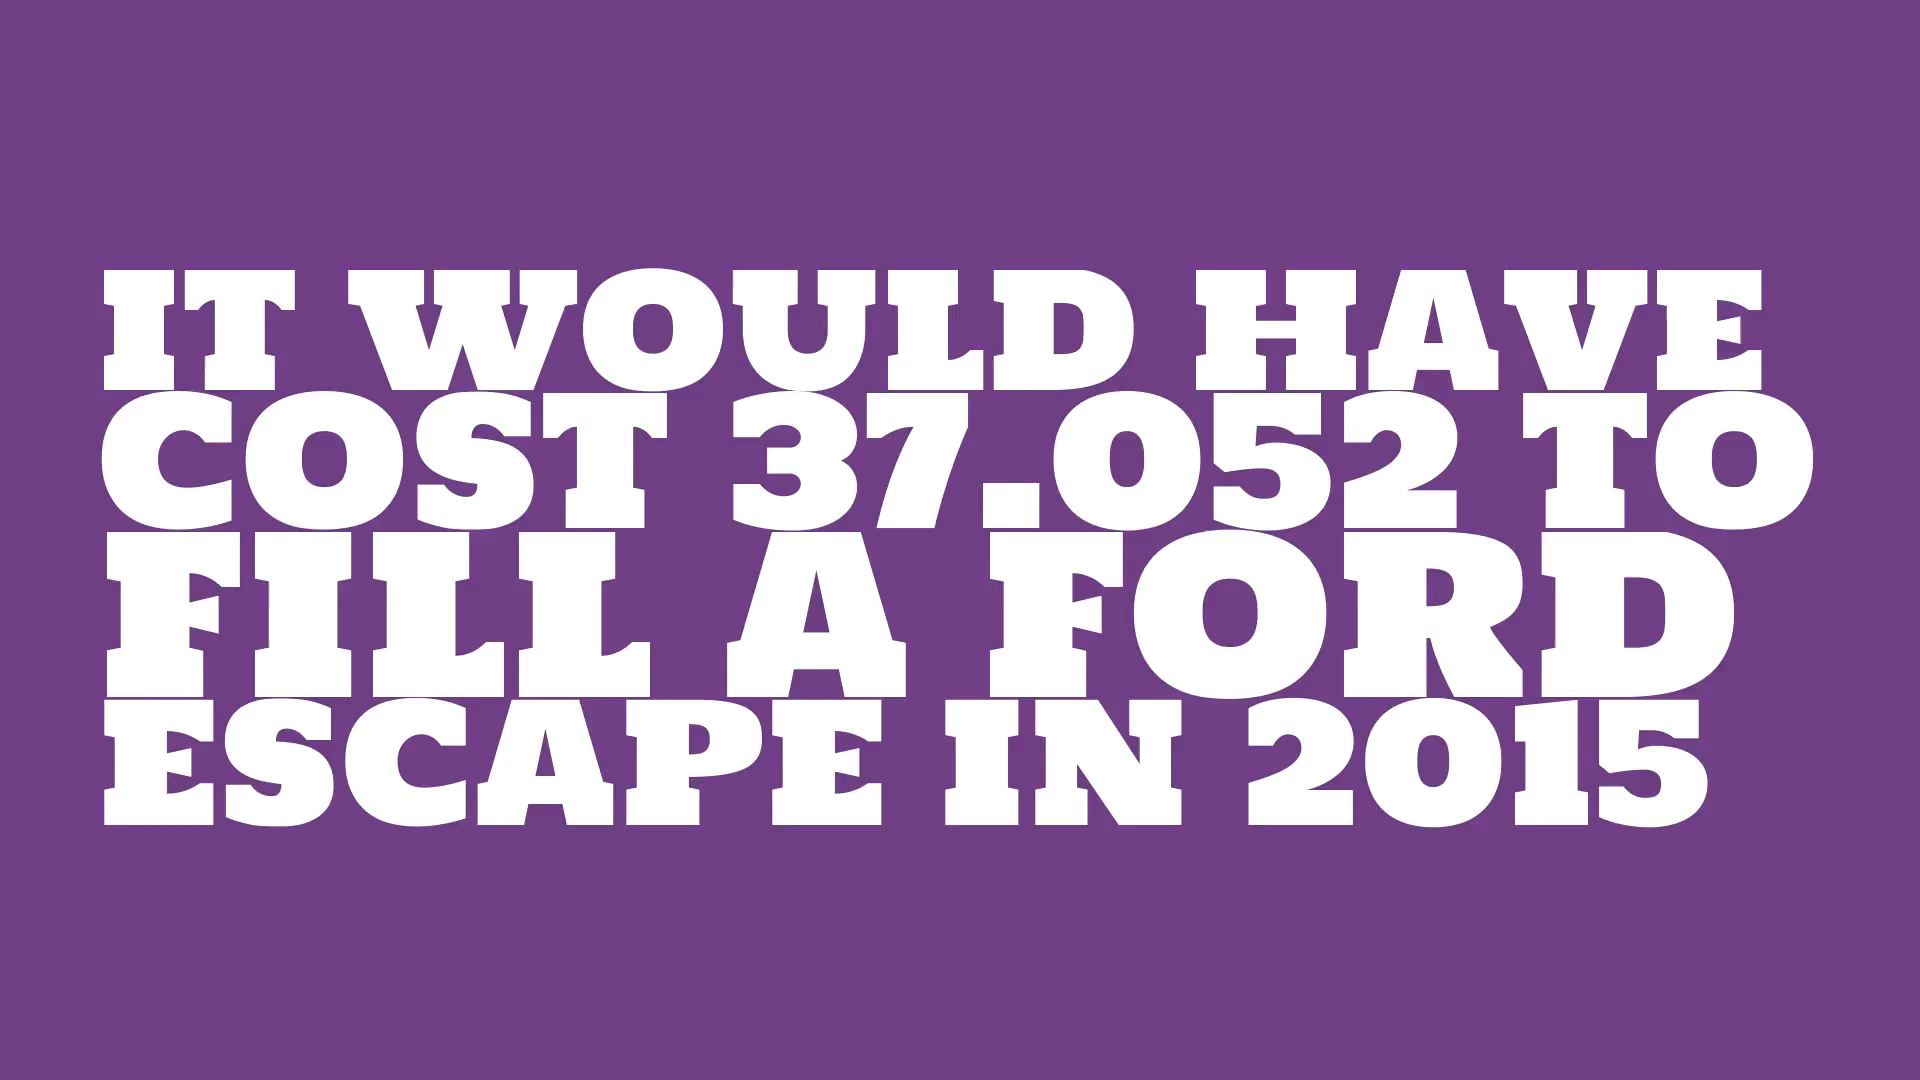 IT WOULD HAVE
COST 37.052 TO
FILL A FORD
ESCAPE IN 2015